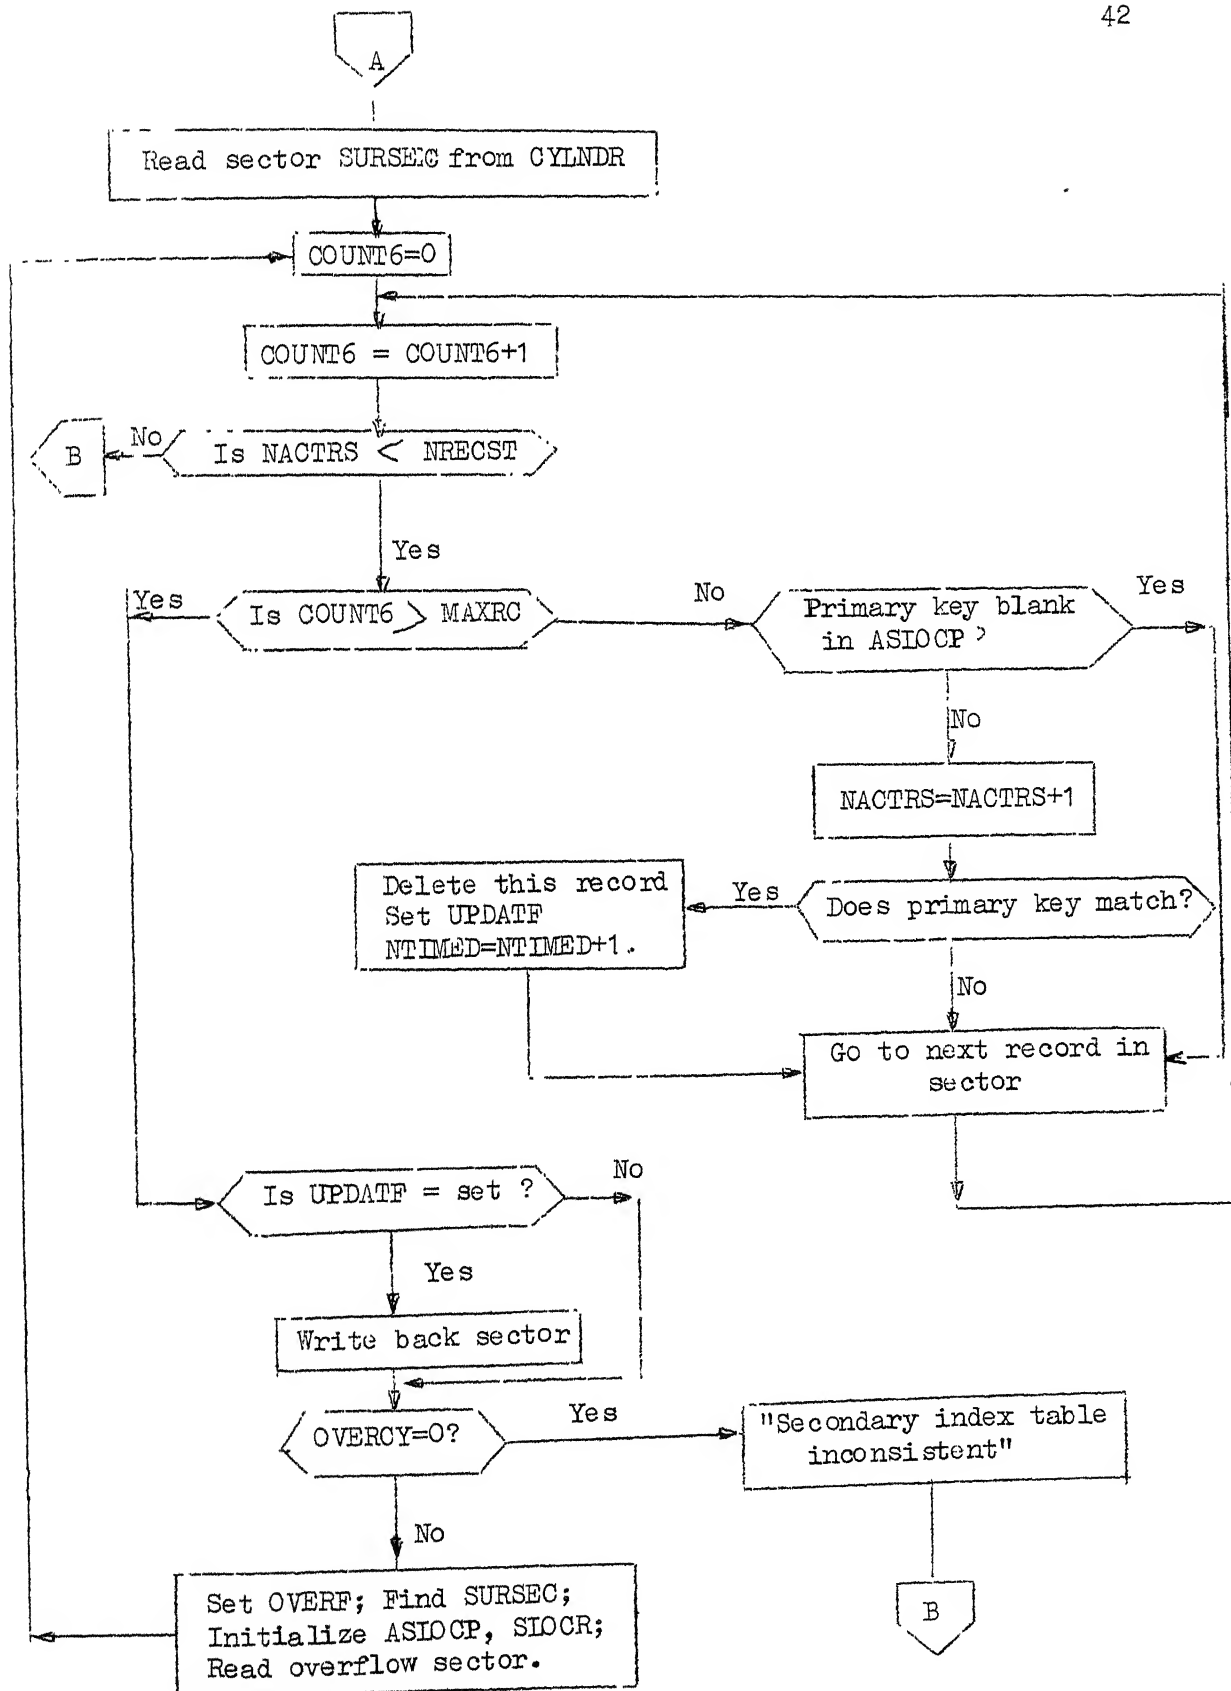 42
A
Read sector SURSEC from CYLNDR
COUNT6=0
COUNT6 = COUNT6+1
B
No
Is NACTRS < NRECST
Yes
Yes
Is COUNT6 > MAXRC
No
Primary key blank
in ASIOCP ?
Yes
No
NACTRS=NACTRS+1
Delete this record
Set UPDATF
NTIMED=NTIMED+1.
Yes
Does primary key match?
No
Go to next record in
sector
Is UPDATF = set ?
No
Yes
Write back sector
OVERCY=0?
Yes
"Secondary index table
inconsistent"
No
Set OVERF; Find SURSEC;
Initialize ASIOCP, SIOCR;
Read overflow sector.
B